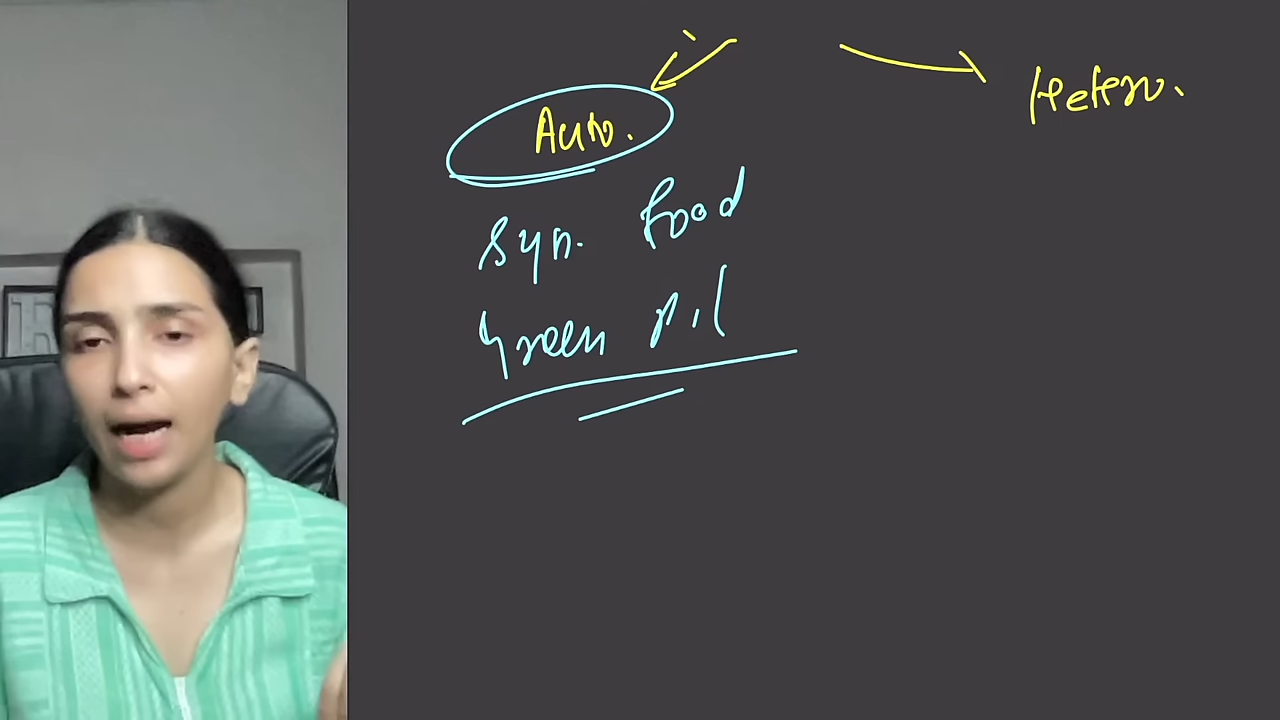 Auto.
Hetero.
Syn. food
Green pl